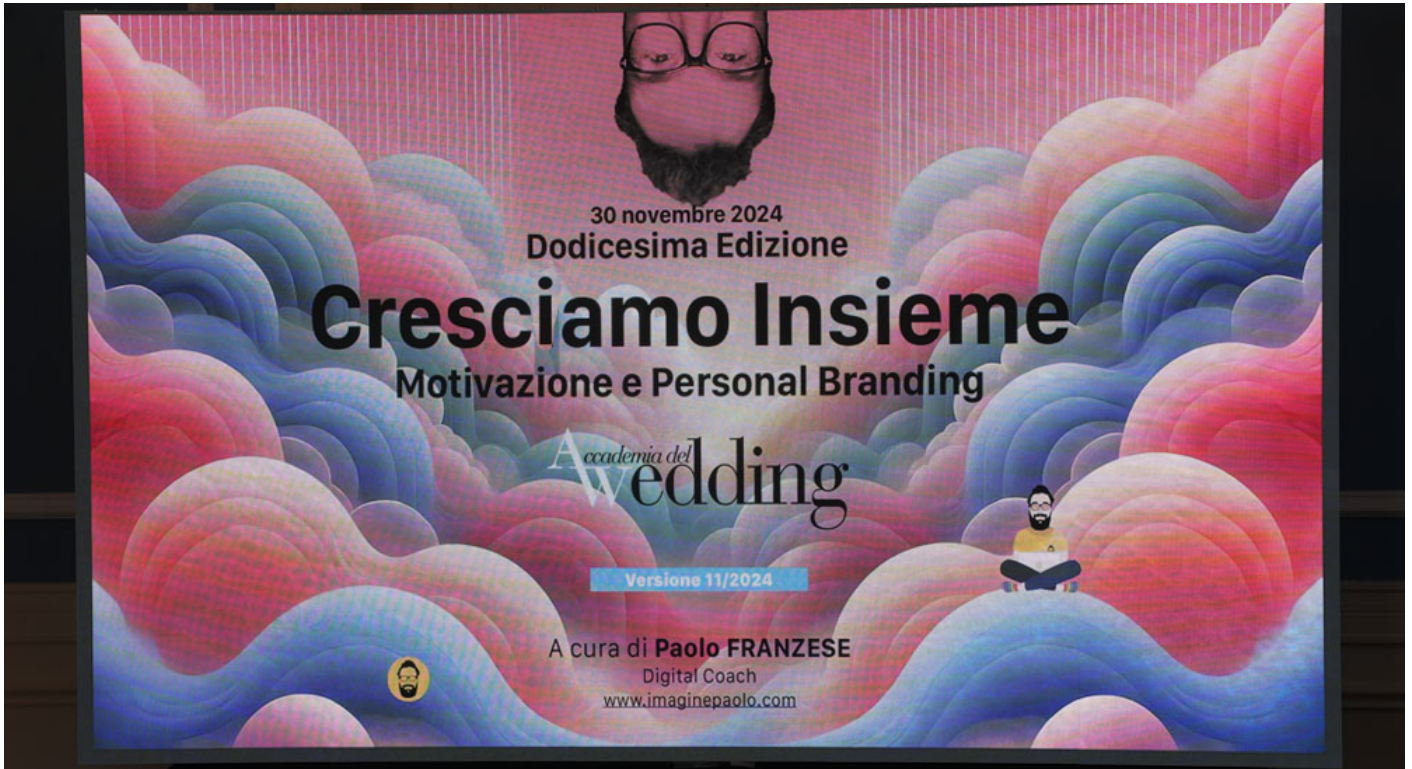 30 novembre 2024
Dodicesima Edizione
Cresciamo Insieme
Motivazione e Personal Branding
Accademia del
Wedding
Versione 11/2024
A cura di Paolo FRANZESE
Digital Coach
www.imaginepaolo.com